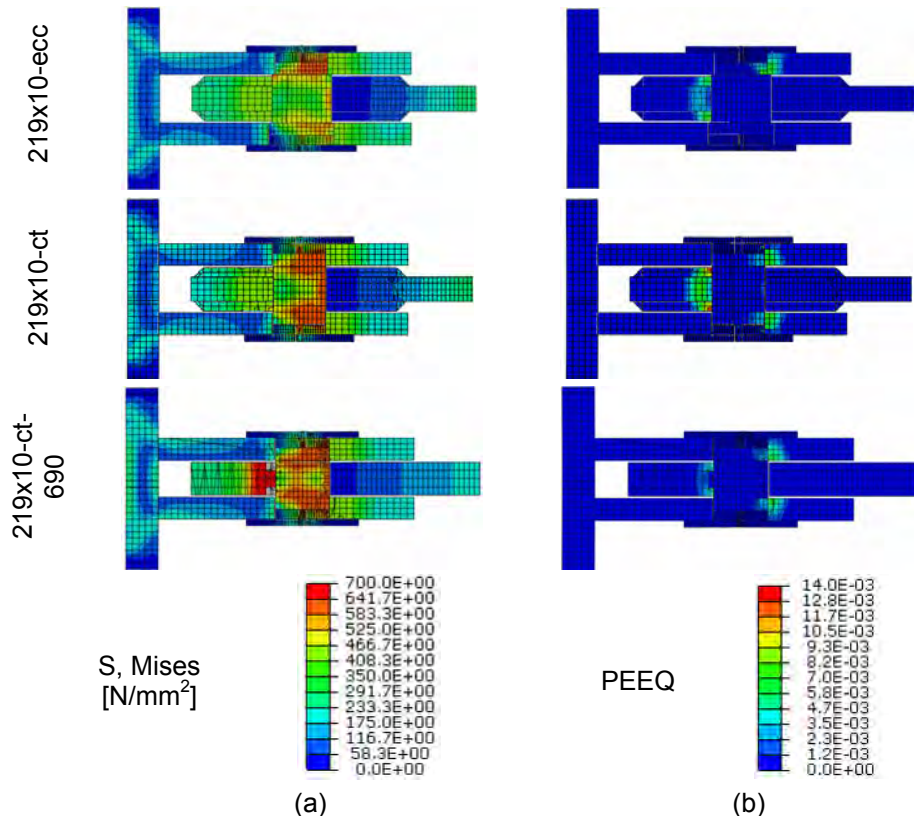 219x10-ecc
219x10-ct
219x10-ct-
690
S, Mises
[N/mm²]
700.0E+00
641.7E+00
583.3E+00
525.0E+00
466.7E+00
408.3E+00
350.0E+00
291.7E+00
233.3E+00
175.0E+00
116.7E+00
58.3E+00
0.0E+00
PEEQ
14.0E-03
12.8E-03
11.7E-03
10.5E-03
9.3E-03
8.2E-03
7.0E-03
5.8E-03
4.7E-03
3.5E-03
2.3E-03
1.2E-03
0.0E+00
(a)
(b)